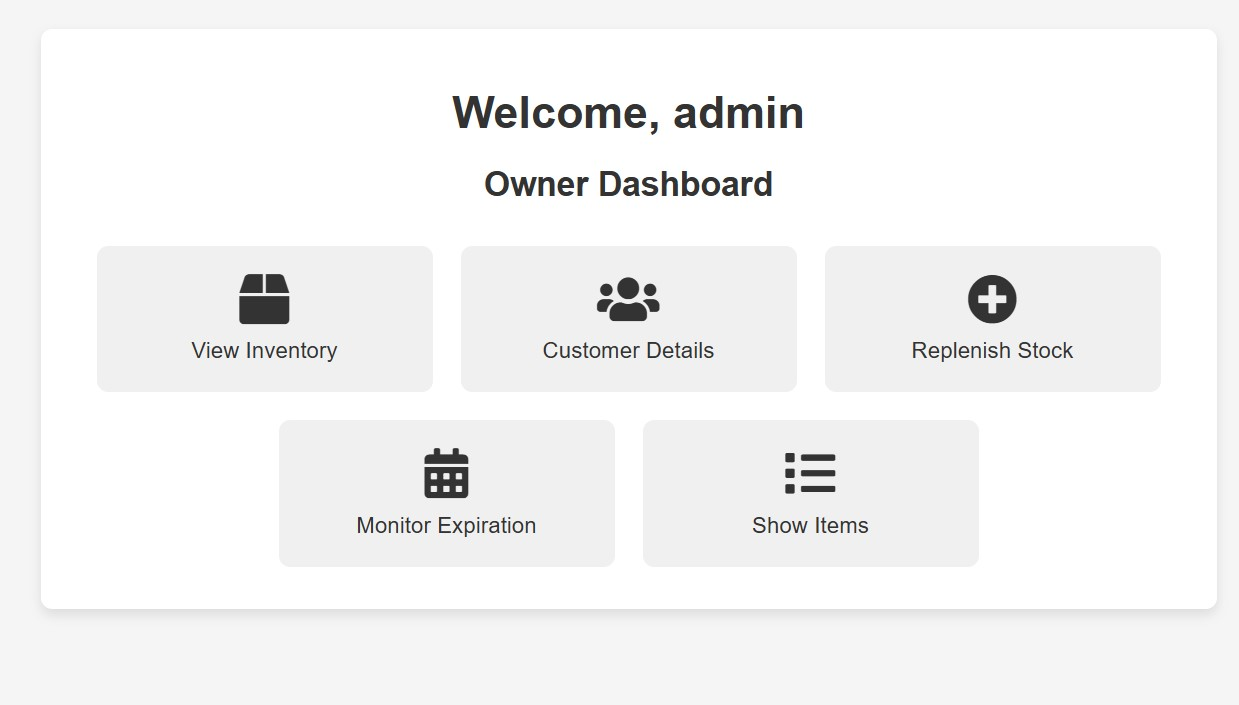 Welcome, admin
Owner Dashboard
View Inventory
Customer Details
Replenish Stock
Monitor Expiration
Show Items